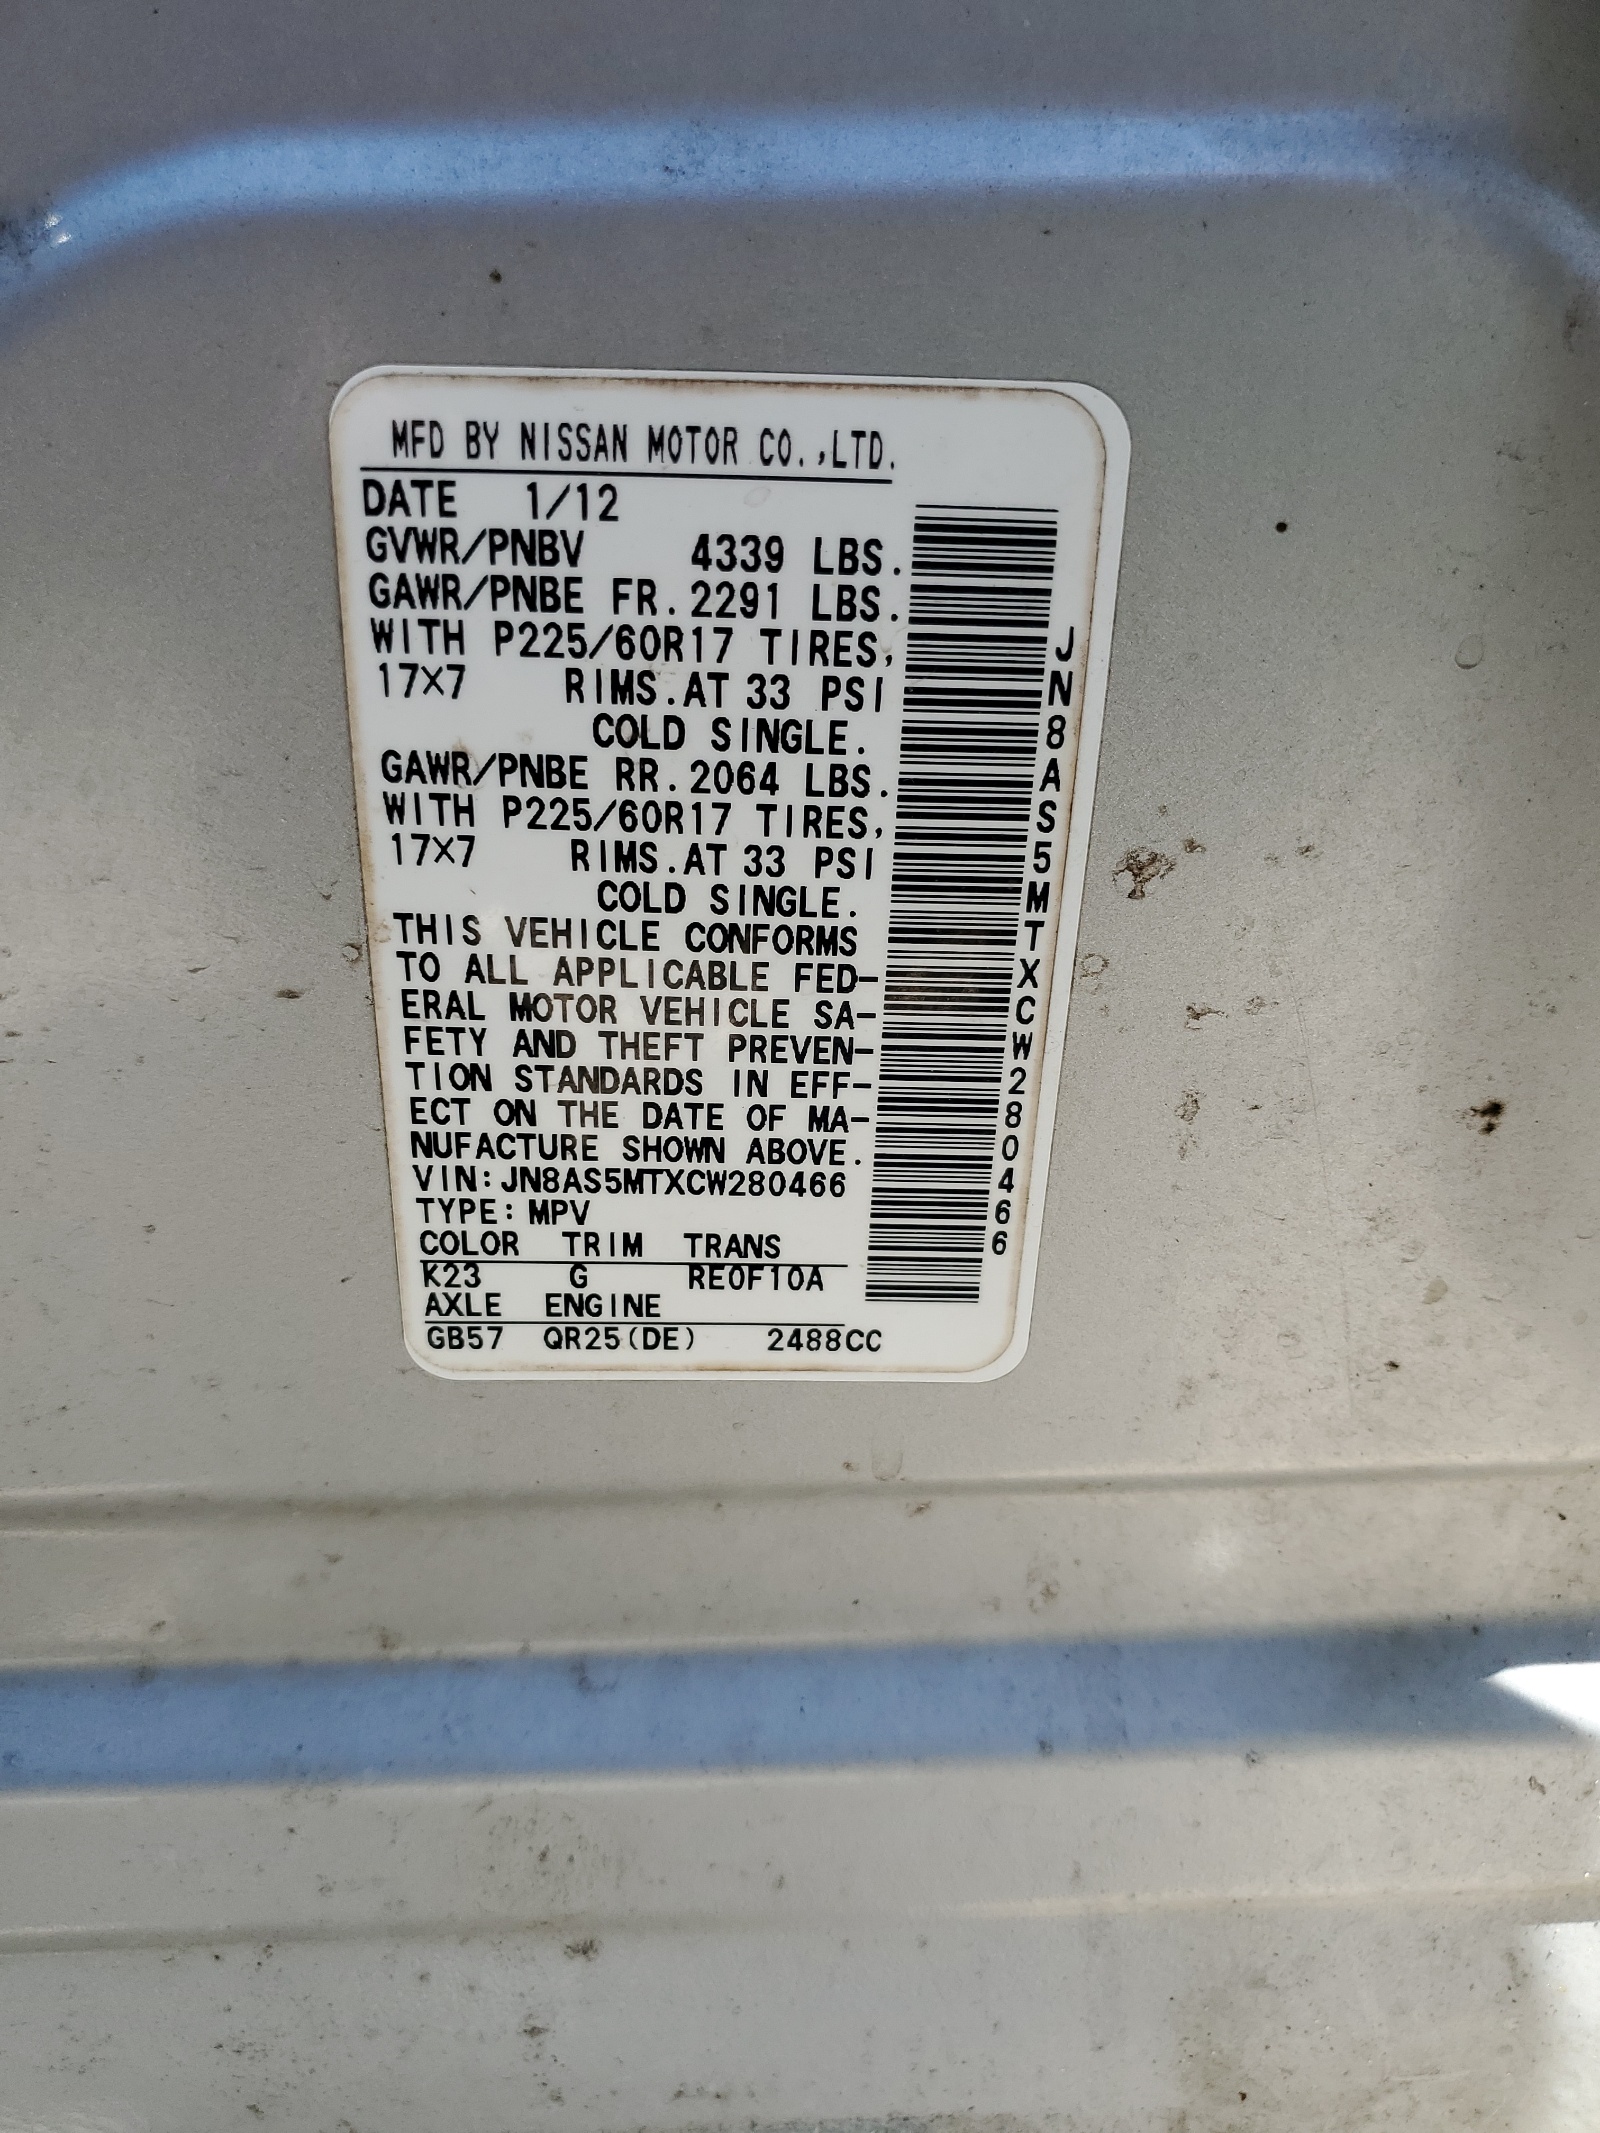 MFD BY NISSAN MOTOR CO.,LTD.
DATE 1/12
GVWR/PNBV 4339 LBS.
GAWR/PNBE FR.2291 LBS.
WITH P225/60R17 TIRES,
17X7 RIMS.AT 33 PSI
COLD SINGLE.
GAWR/PNBE RR.2064 LBS.
WITH P225/60R17 TIRES,
17X7 RIMS.AT 33 PSI
COLD SINGLE.
THIS VEHICLE CONFORMS
TO ALL APPLICABLE FED-
ERAL MOTOR VEHICLE SA-
FETY AND THEFT PREVEN-
TION STANDARDS IN EFF-
ECT ON THE DATE OF MA-
NUFACTURE SHOWN ABOVE.
VIN:JN8AS5MTXCW280466
TYPE:MPV
COLOR TRIM TRANS
K23 G RE0F10A
AXLE ENGINE
GB57 QR25(DE) 2488CC
JN8AS5MTXCW280466